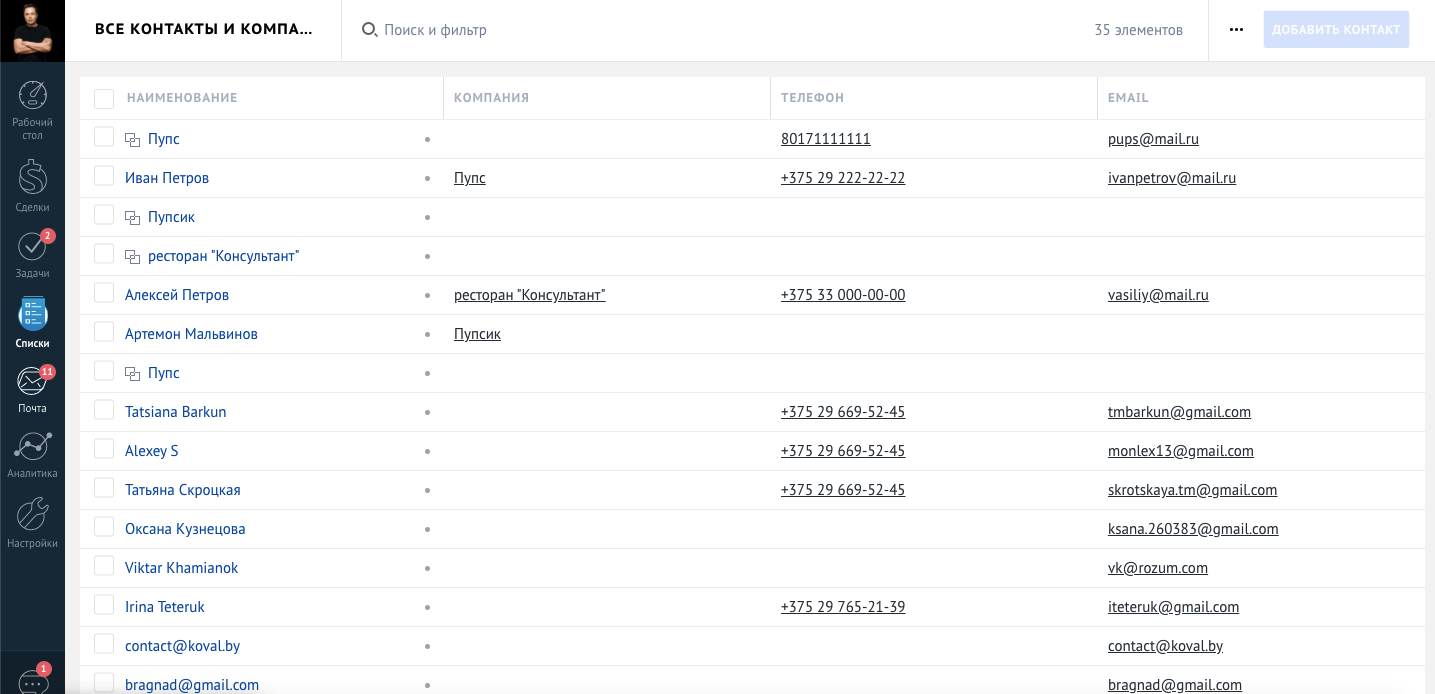 ВСЕ КОНТАКТЫ И КОМПА...
Поиск и фильтр
35 элементов
ДОБАВИТЬ КОНТАКТ
Рабочий
стол
Сделки
2
Задачи
Списки
11
Почта
Аналитика
Настройки
1
НАИМЕНОВАНИЕ КОМПАНИЯ ТЕЛЕФОН EMAIL
Пупс 80171111111 pups@mail.ru
Иван Петров Пупс +375 29 222-22-22 ivanpetrov@mail.ru
Пупсик
ресторан "Консультант"
Алексей Петров ресторан "Консультант" +375 33 000-00-00 vasiliy@mail.ru
Артемон Мальвинов Пупсик
Пупс
Tatsiana Barkun +375 29 669-52-45 tmbarkun@gmail.com
Alexey S +375 29 669-52-45 monlex13@gmail.com
Татьяна Скроцкая +375 29 669-52-45 skrotskaya.tm@gmail.com
Оксана Кузнецова ksana.260383@gmail.com
Viktar Khamianok vk@rozum.com
Irina Teteruk +375 29 765-21-39 iteteruk@gmail.com
contact@koval.by contact@koval.by
bragnad@gmail.com bragnad@gmail.com